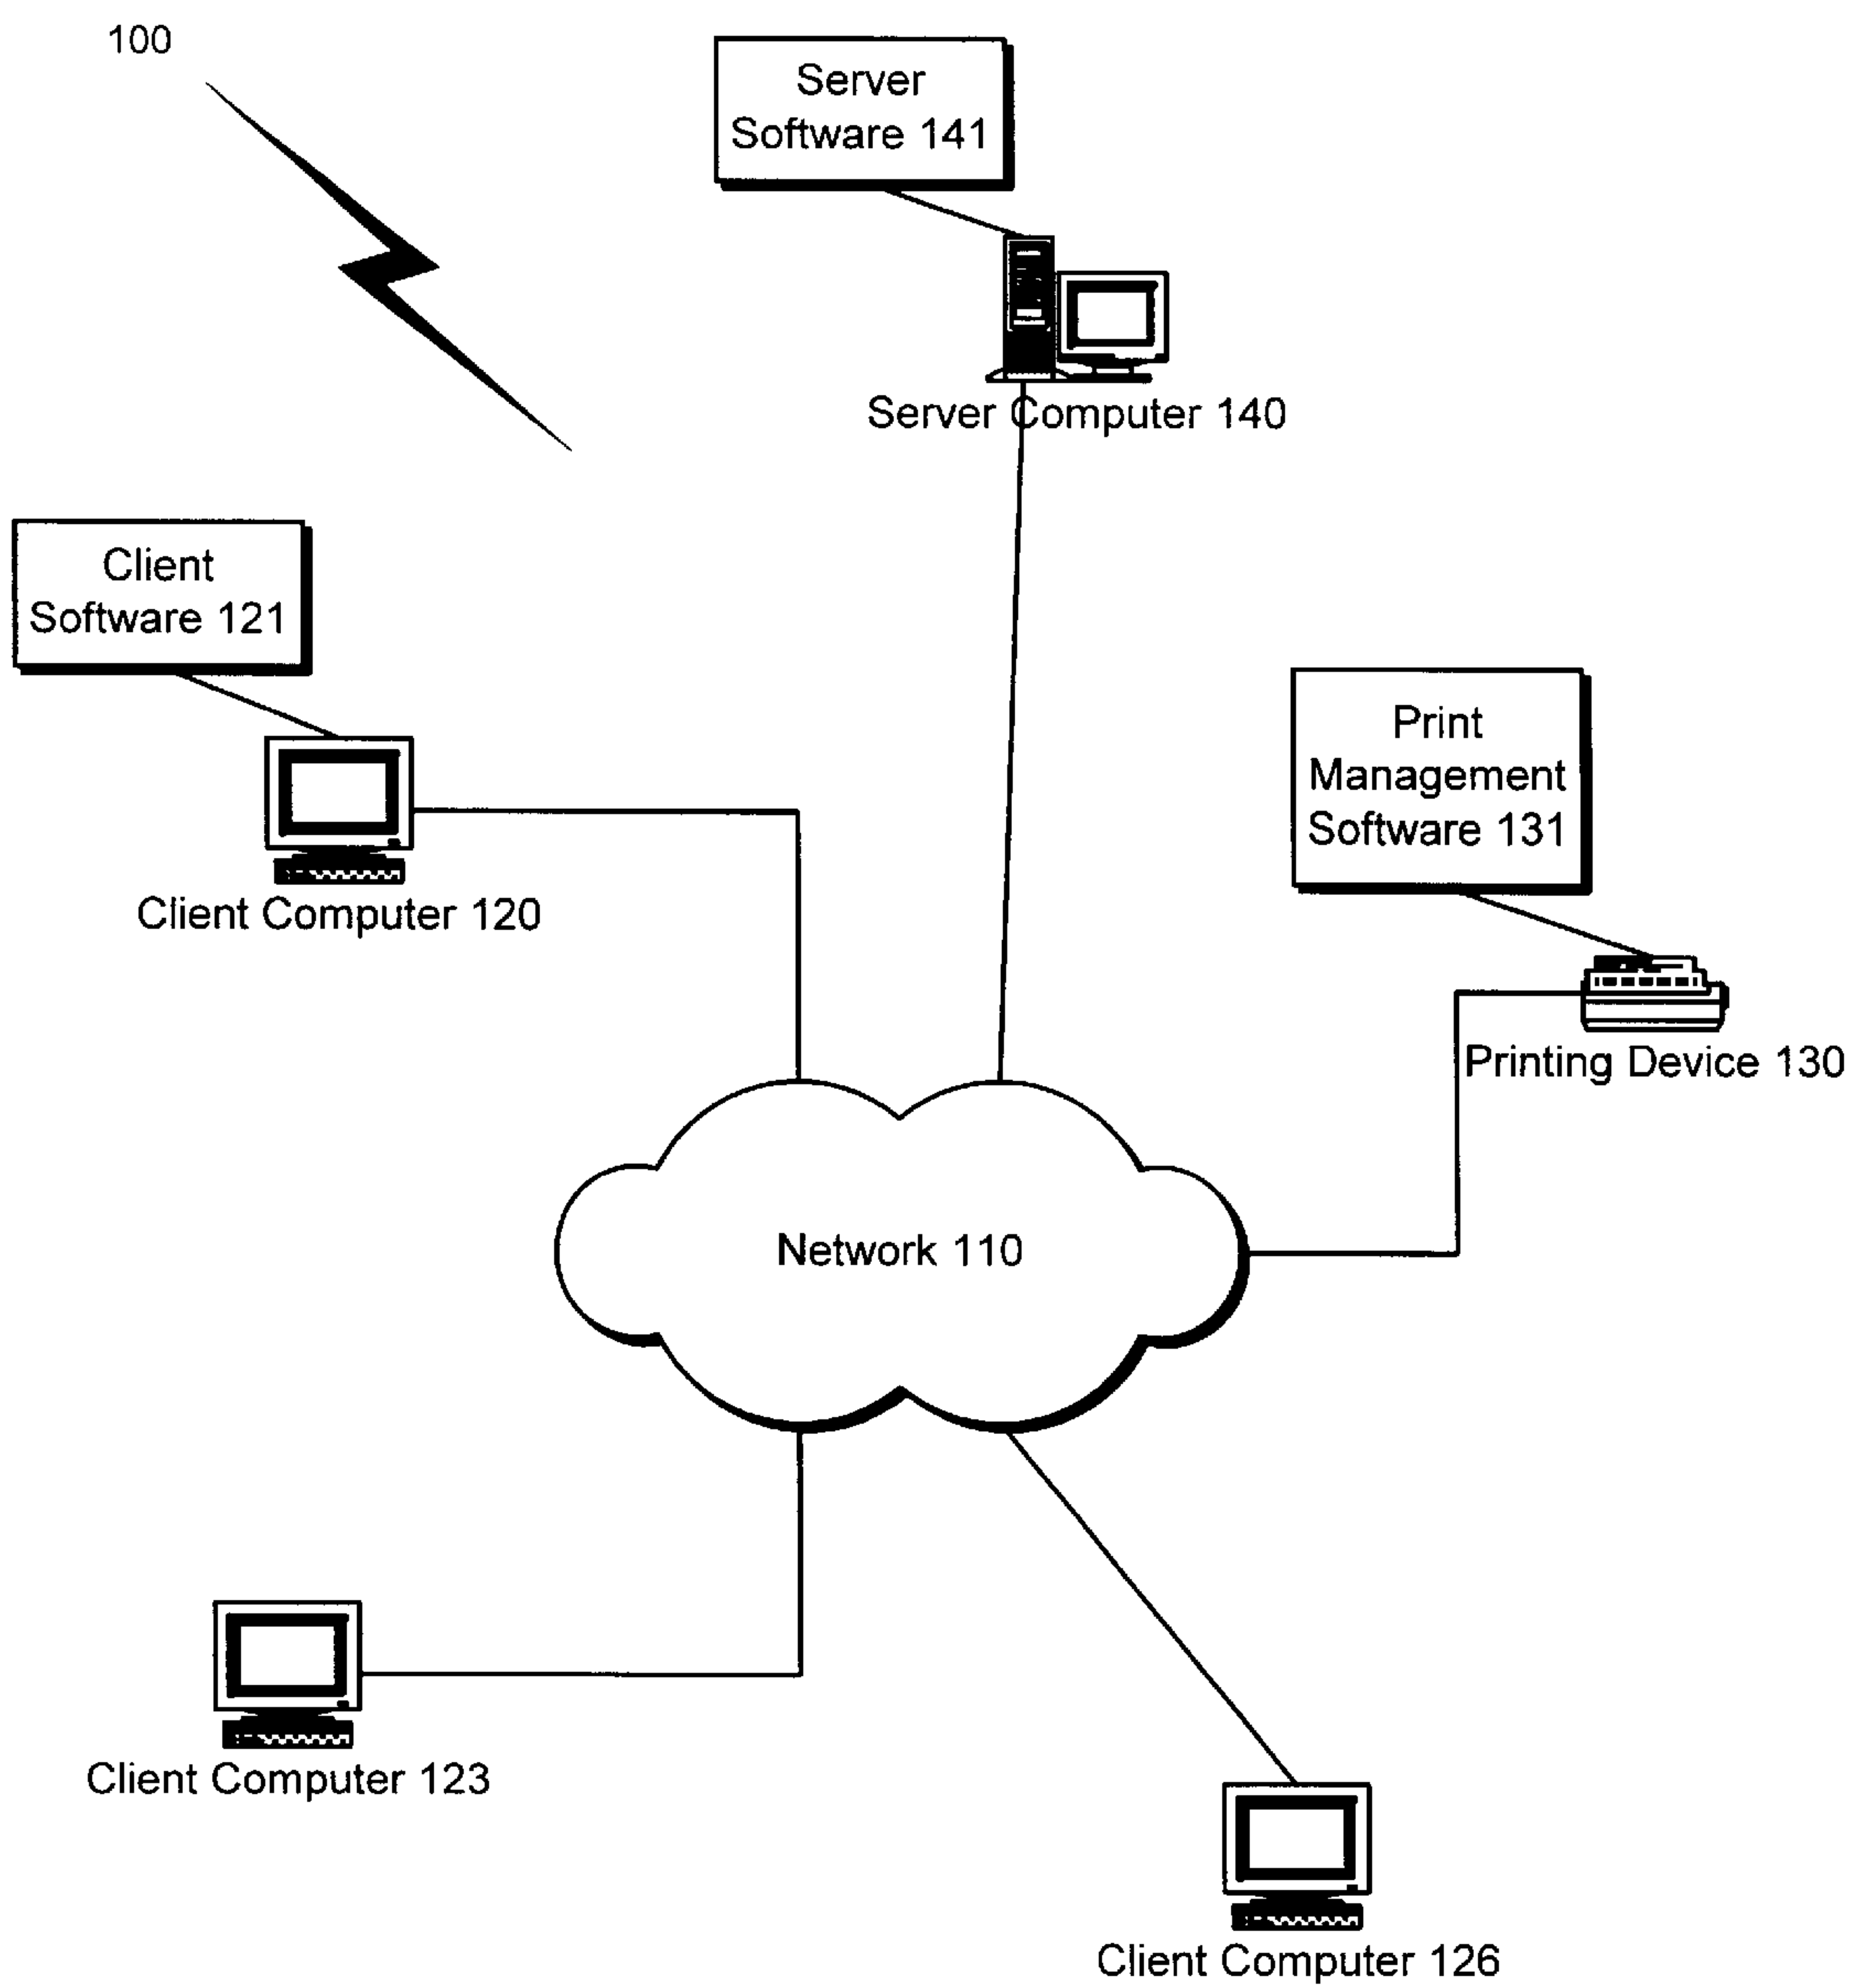 100
Server
Software 141
Server Computer 140
Client
Software 121
Print
Management
Software 131
Client Computer 120
Printing Device 130
Network 110
Client Computer 123
Client Computer 126